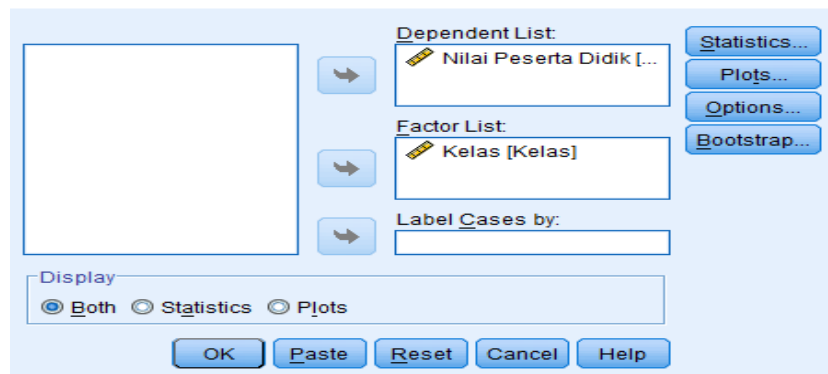 Dependent List:
Nilai Peserta Didik [...
Factor List:
Kelas [Kelas]
Label Cases by:
Statistics...
Plots...
Options...
Bootstrap...
Display
Both Statistics Plots
OK Paste Reset Cancel Help